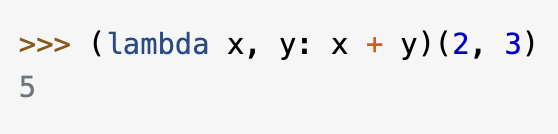 >>> (lambda x, y: x + y)(2, 3)
5